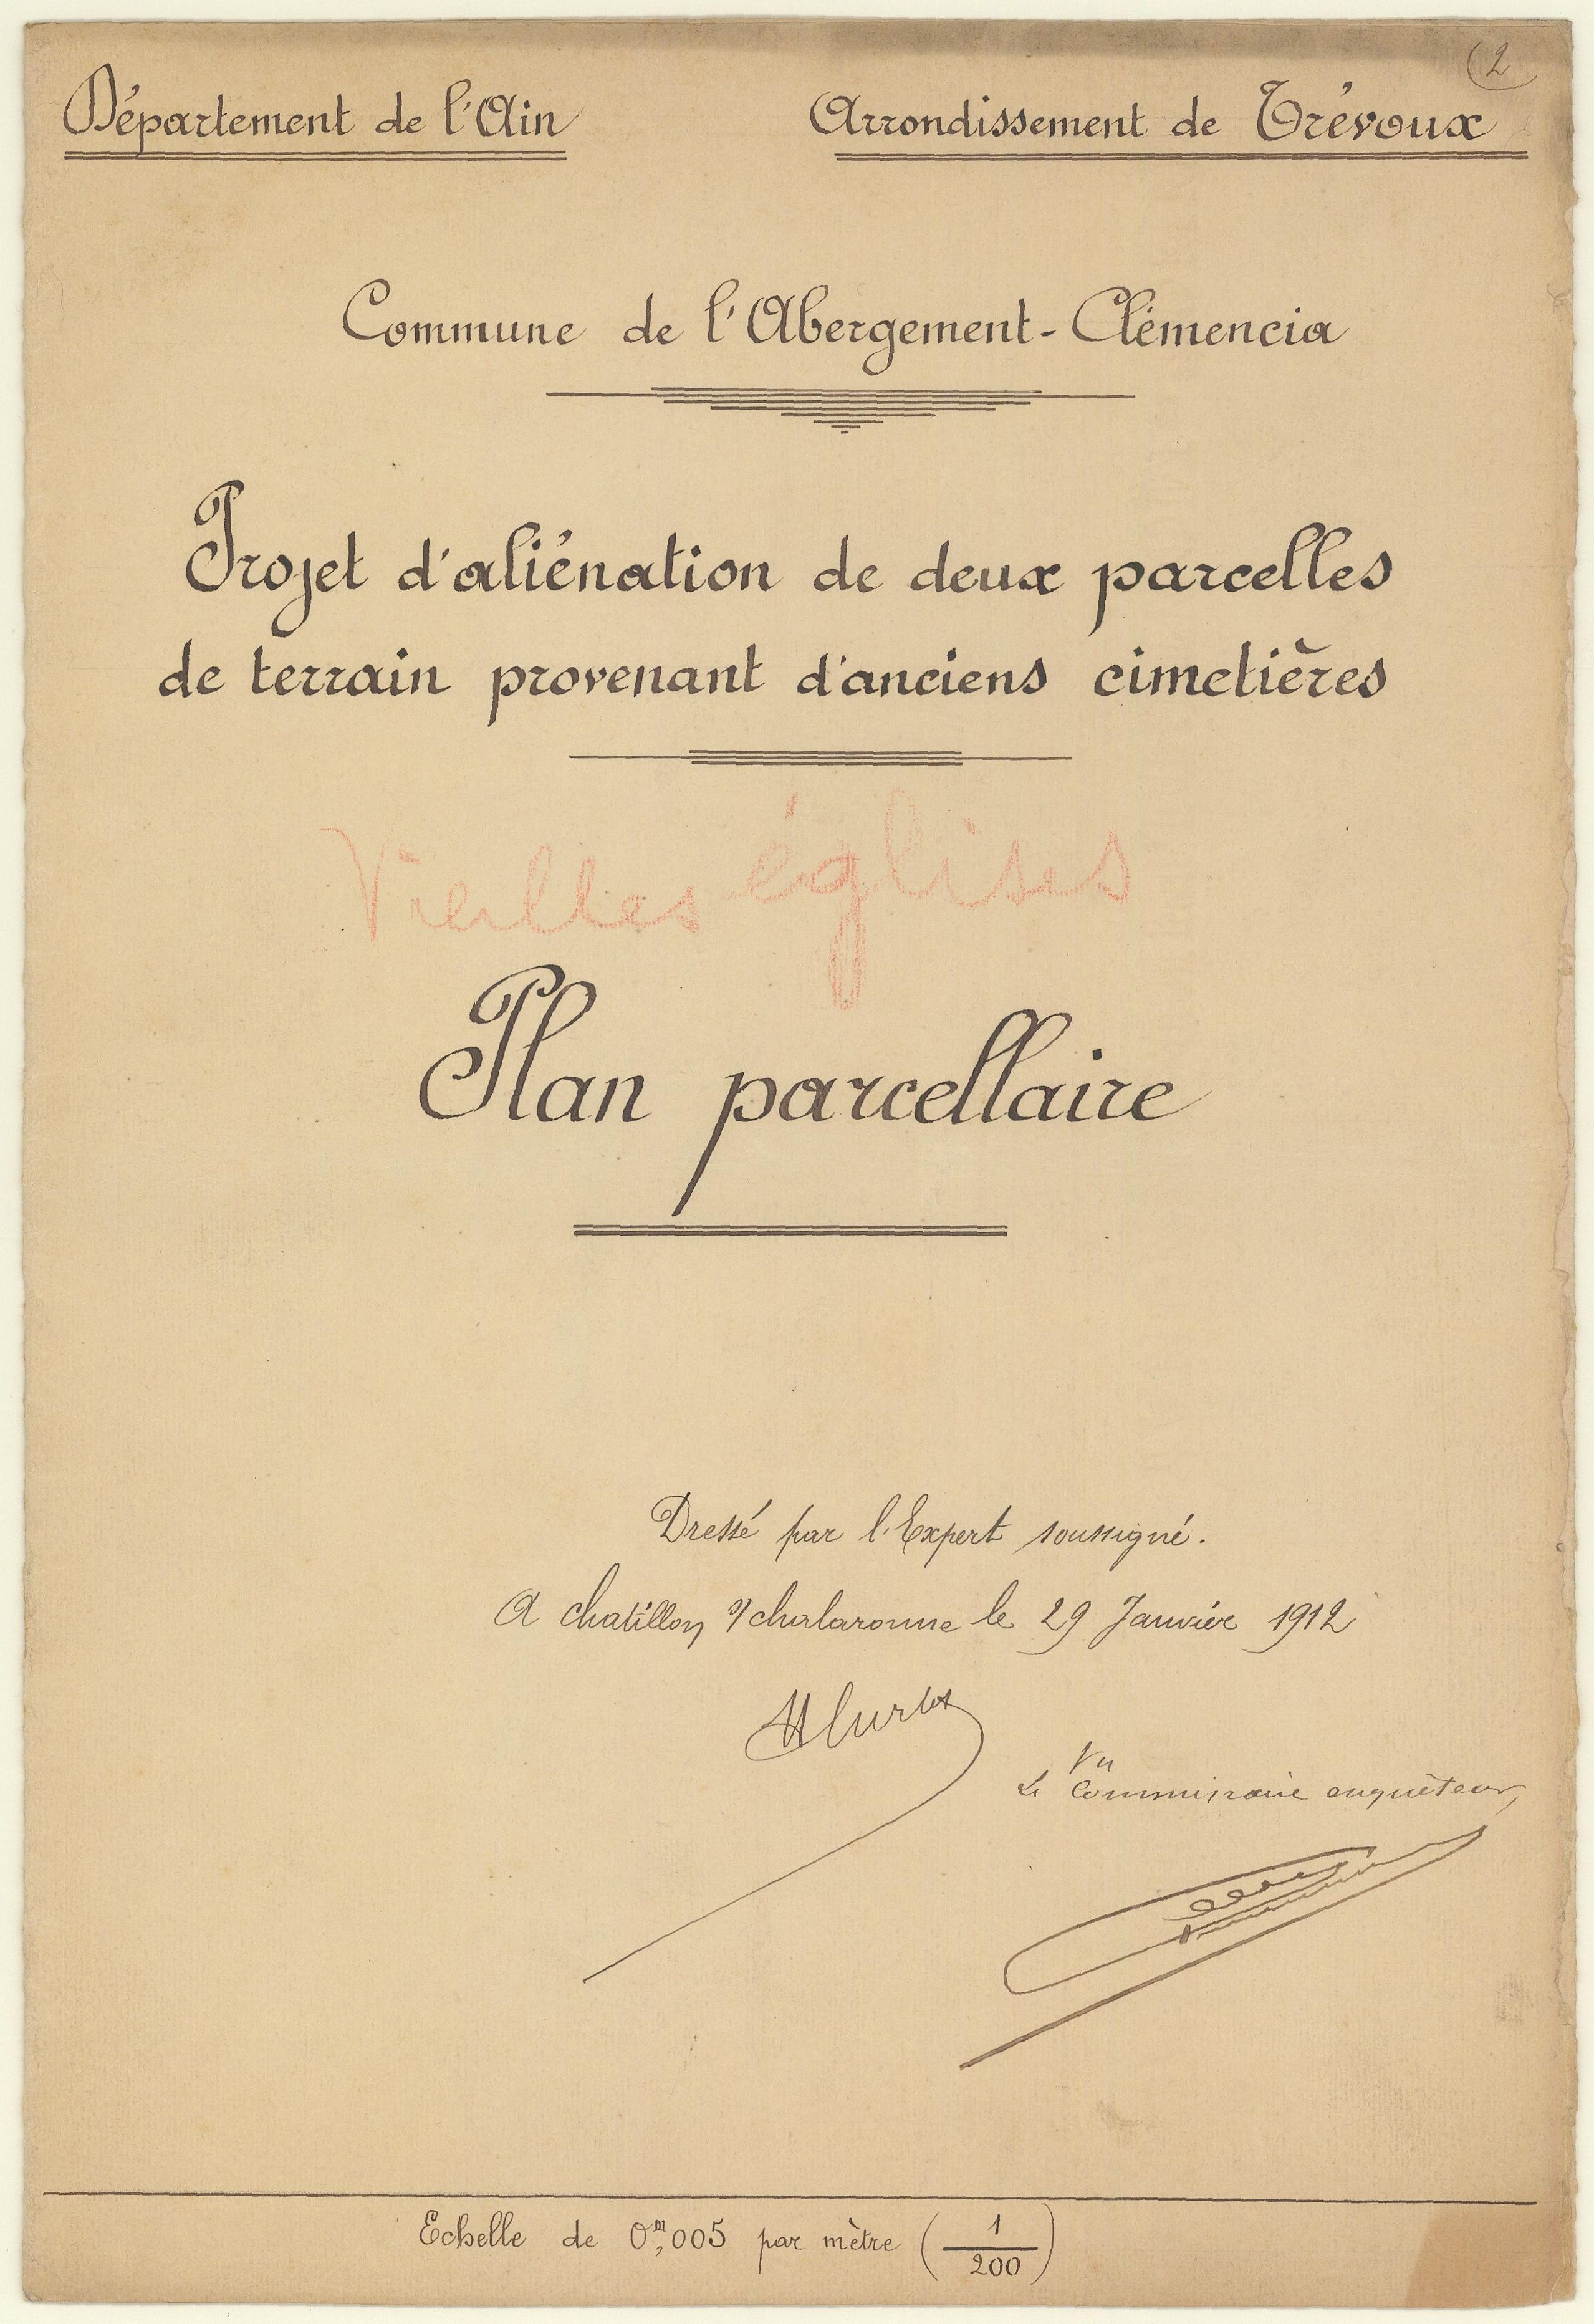 2
Département de l'Ain
Arrondissement de Trévoux
Commune de l'Abergement-Clémencia
Projet d'aliénation de deux parcelles
de terrain provenant d'anciens cimetières
Vieilles églises
Plan parcellaire
Dressé par l'Expert soussigné.
A chatillon s/ chalaronne le 29 Janvier 1912
Vu
Le Commissaire enquêteur,
Echelle de 0m,005 par mètre (1/200)